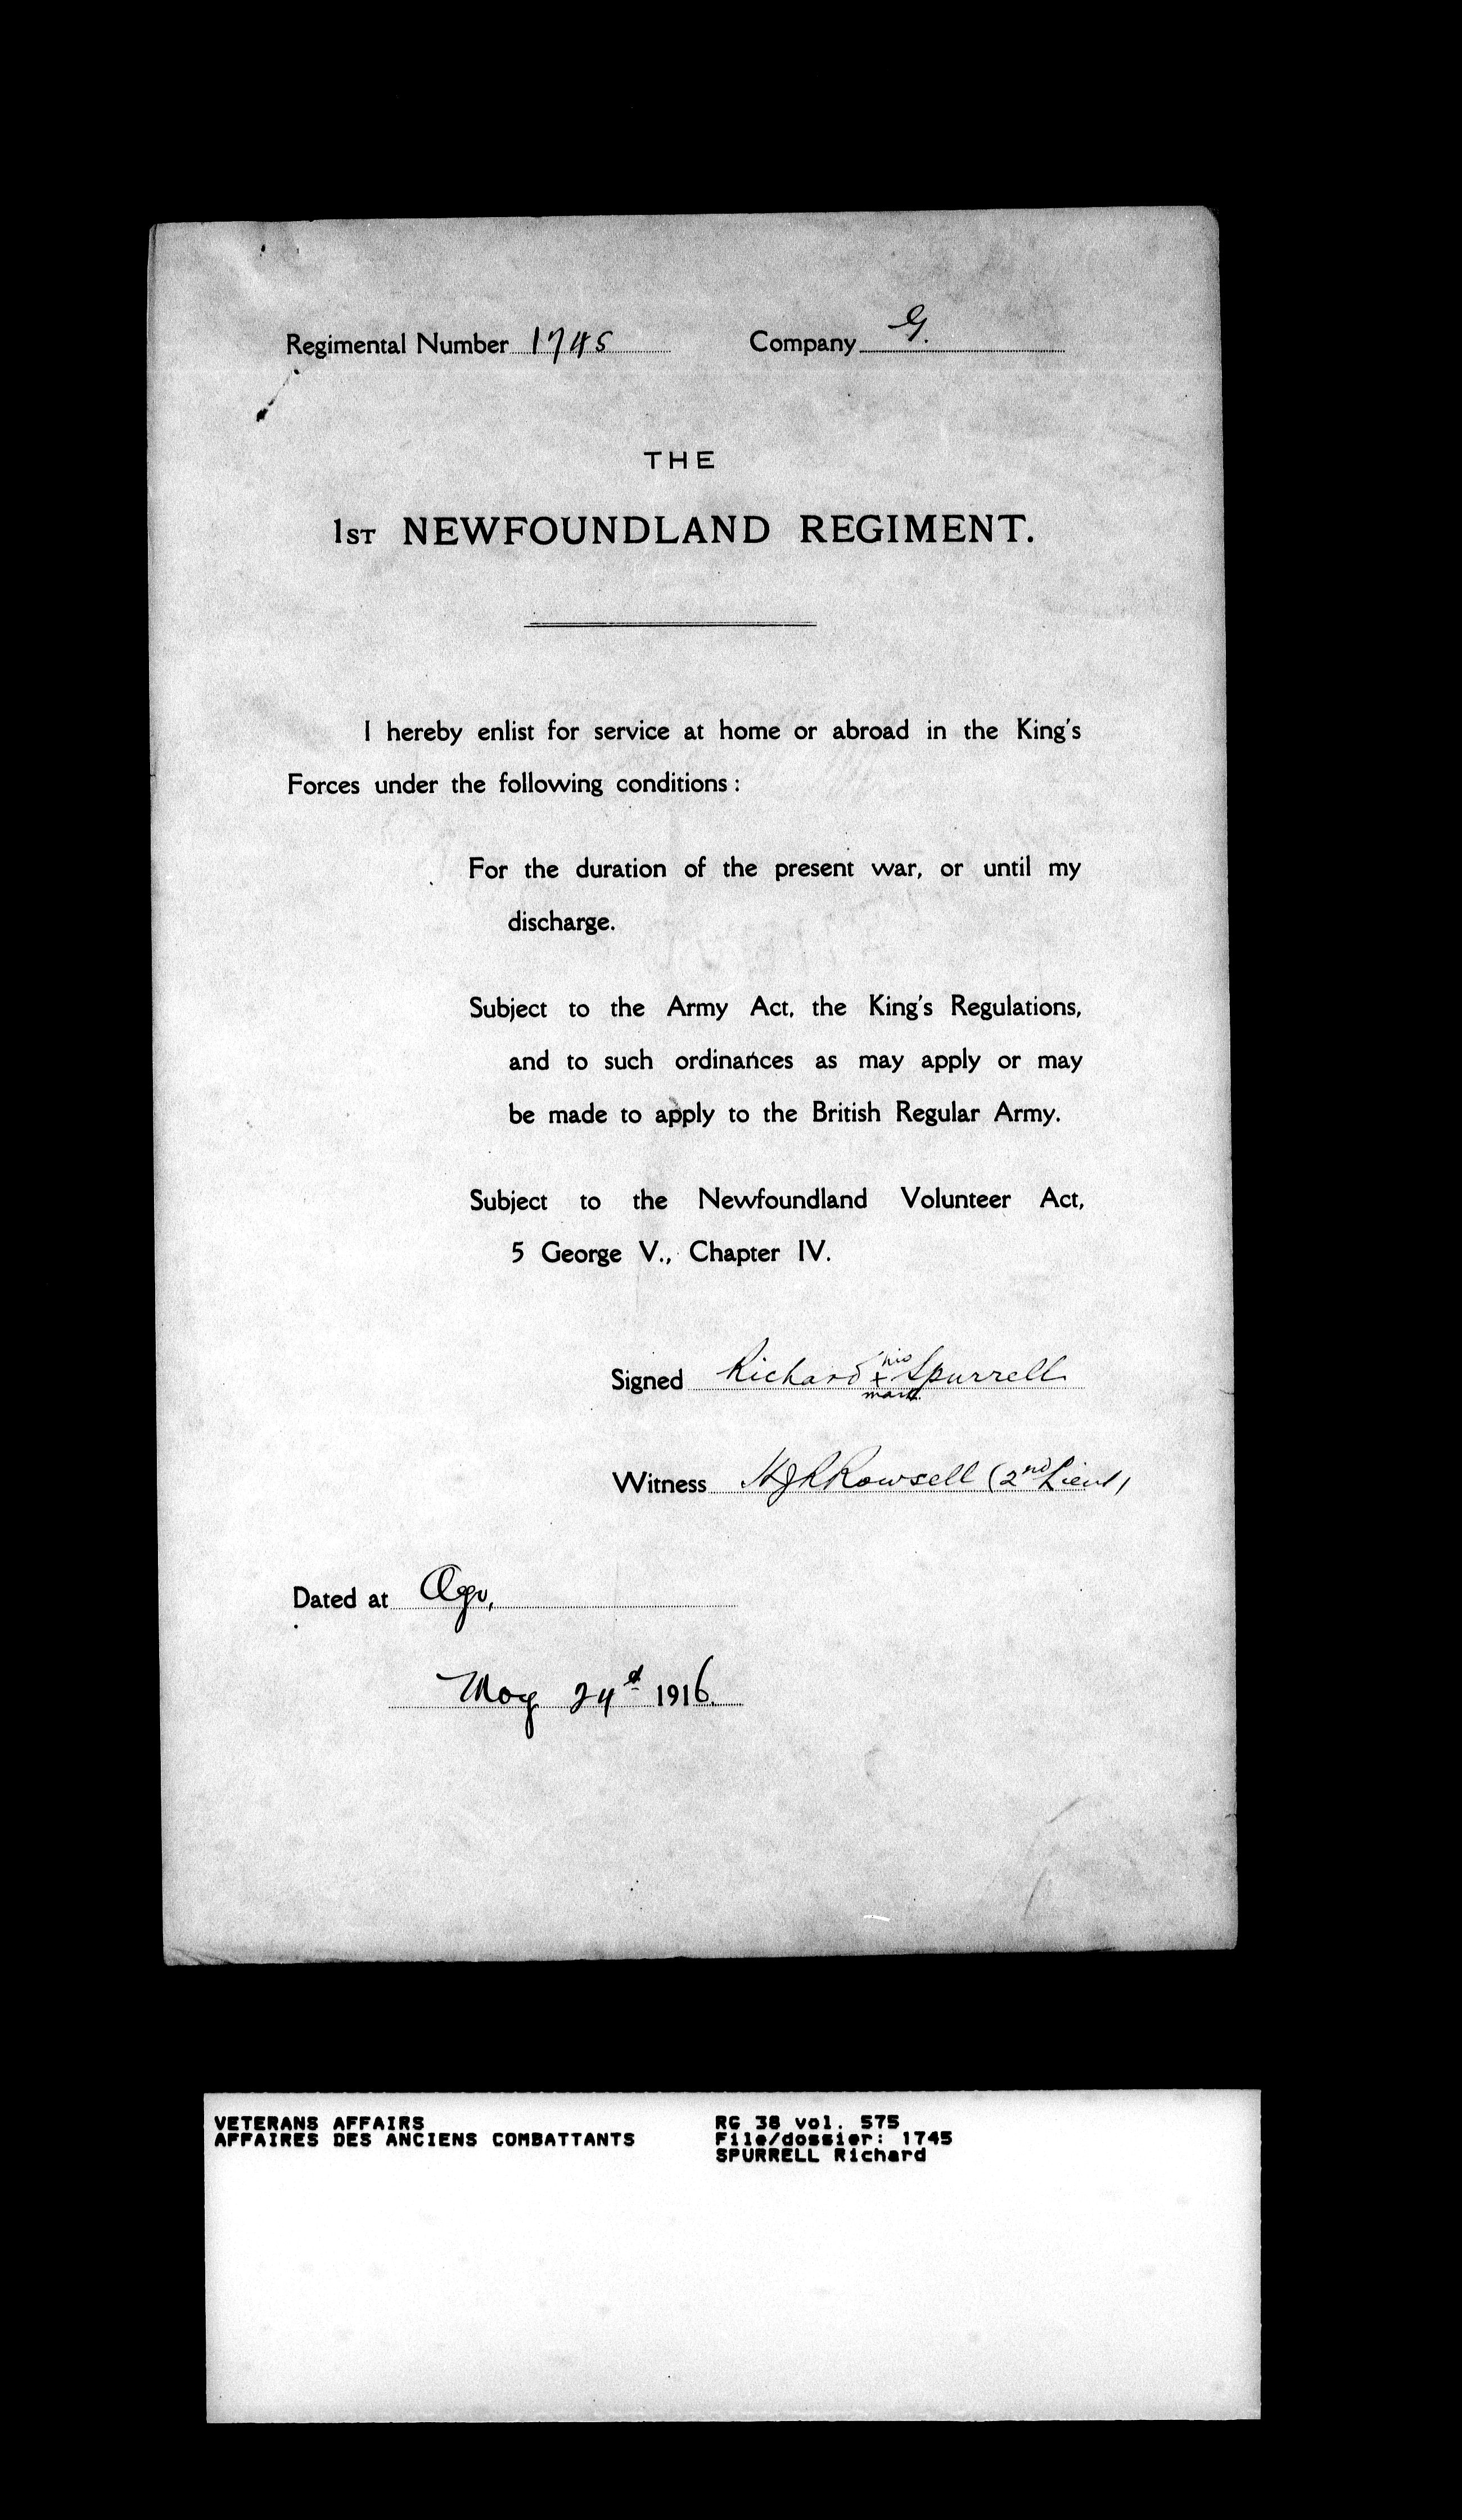 Regimental Number 1745 Company G.
THE
1ST NEWFOUNDLAND REGIMENT.
I hereby enlist for service at home or abroad in the King's
Forces under the following conditions:
For the duration of the present war, or until my
discharge.
Subject to the Army Act, the King's Regulations,
and to such ordinances as may apply or may
be made to apply to the British Regular Army.
Subject to the Newfoundland Volunteer Act,
5 George V., Chapter IV.
his
Signed Richard + Spurrell
mark
Witness HJRRowsell (2nd Lieut)
Dated at Ayr,
May 24th 1916.
VETERANS AFFAIRS RG 38 vol. 575
AFFAIRES DES ANCIENS COMBATTANTS File/dossier: 1745
SPURRELL Richard